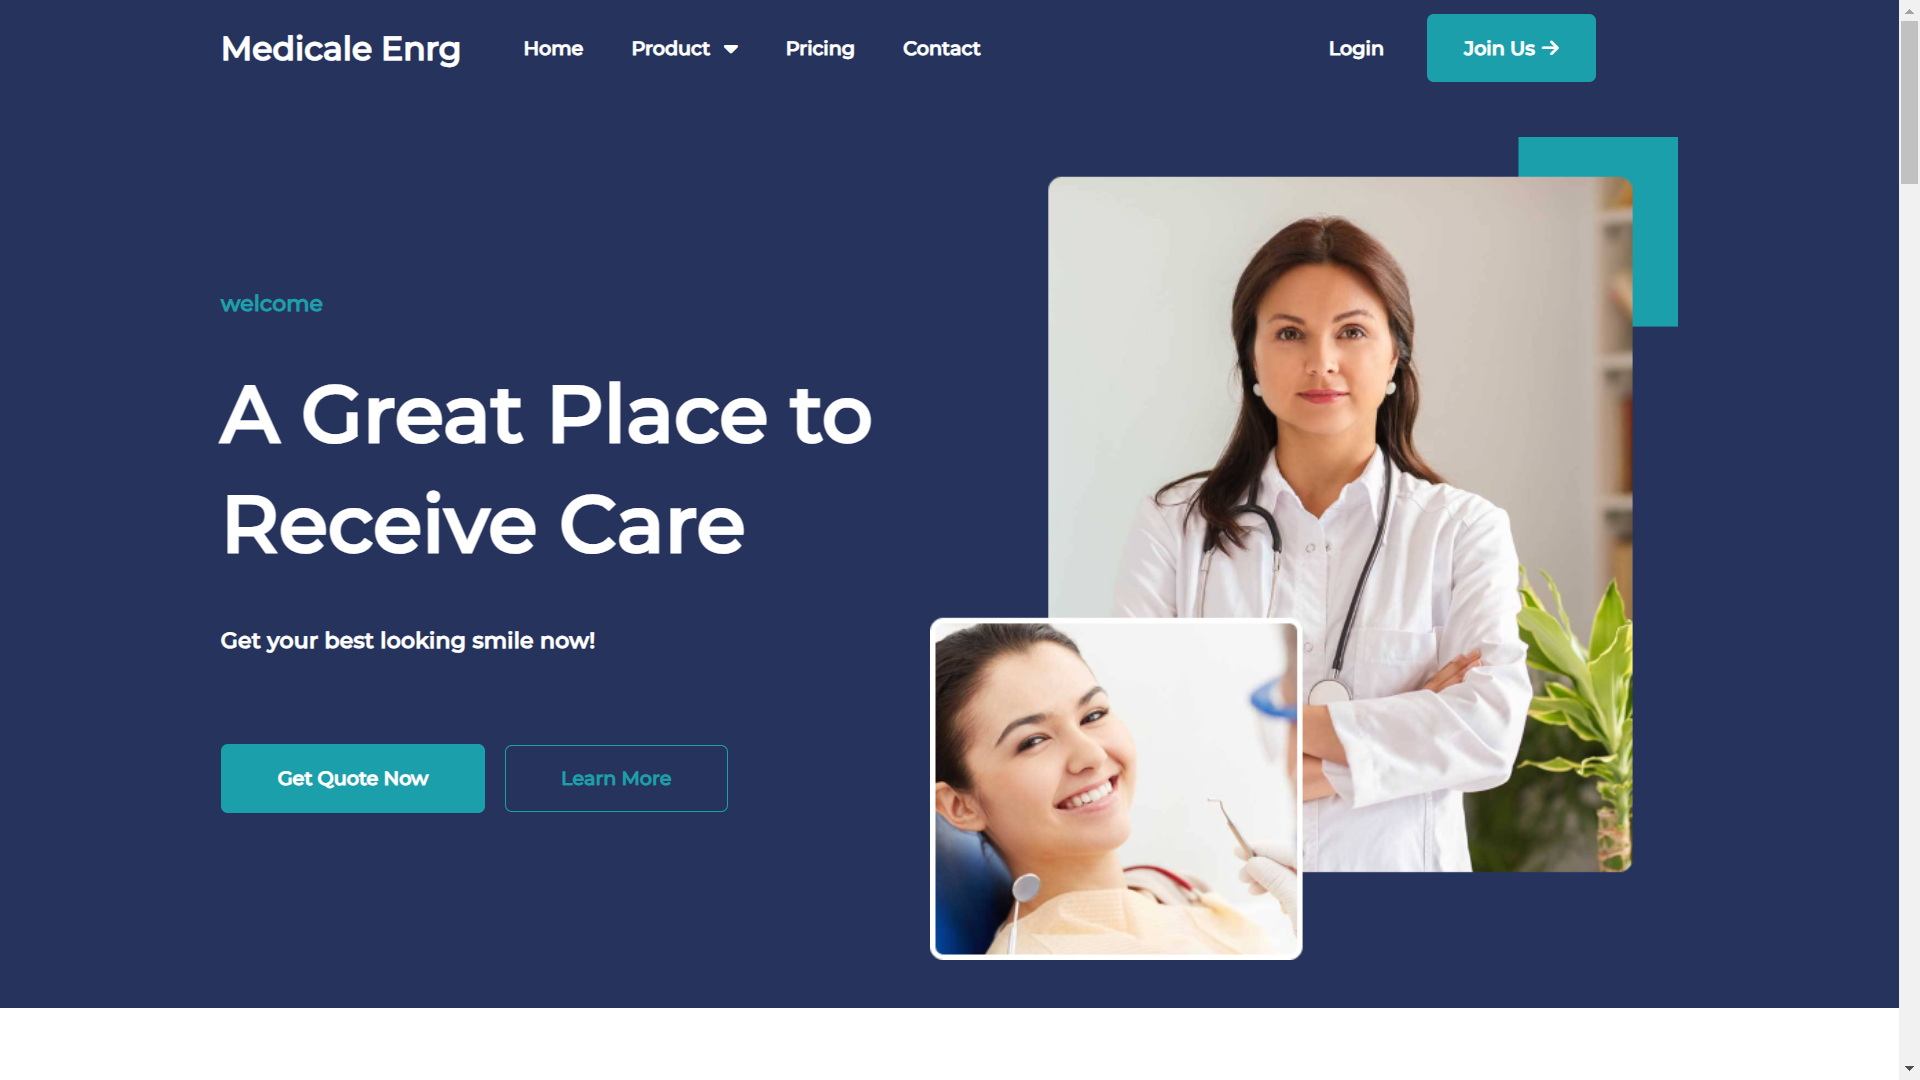 Medicale Enrg
Home
Product
Pricing
Contact
Login
Join Us →
welcome
A Great Place to
Receive Care
Get your best looking smile now!
Get Quote Now
Learn More